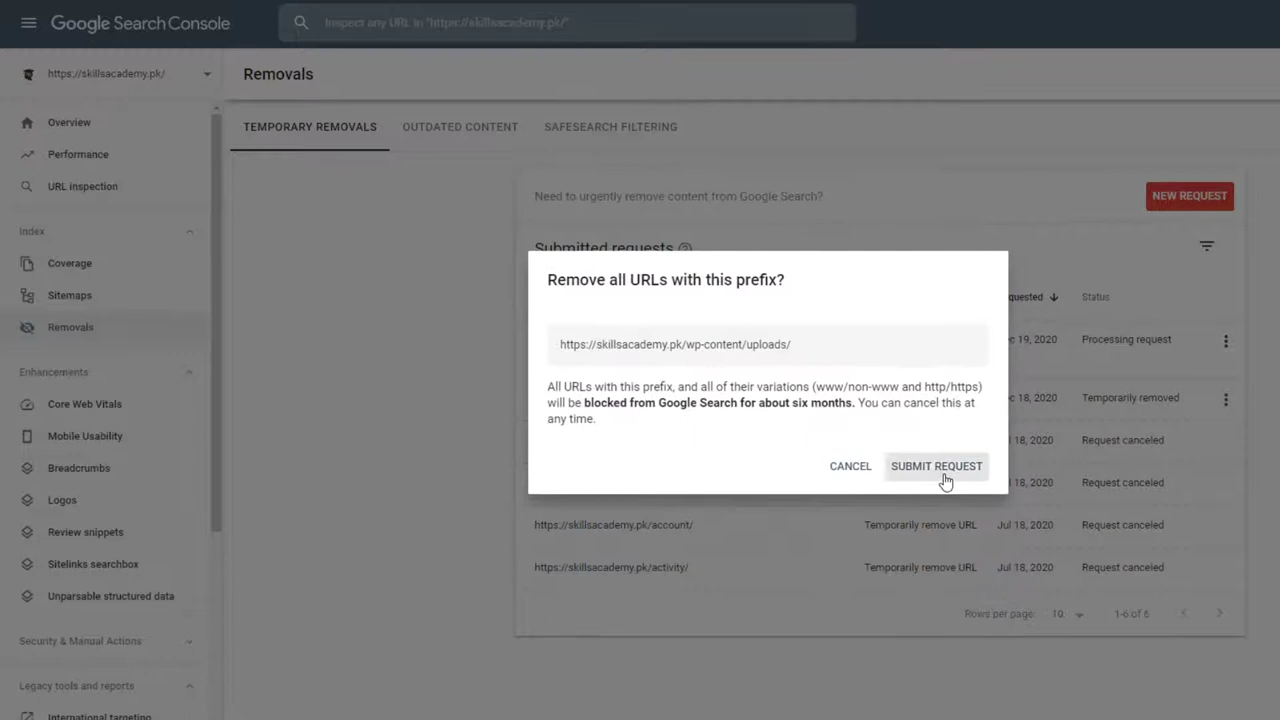 Google Search Console
Inspect any URL in "https://skillsacademy.pk/"
https://skillsacademy.pk/
Removals
Overview
Performance
URL inspection
Index
Coverage
Sitemaps
Removals
Enhancements
Core Web Vitals
Mobile Usability
Breadcrumbs
Logos
Review snippets
Sitelinks searchbox
Unparsable structured data
Security & Manual Actions
Legacy tools and reports
International targeting
TEMPORARY REMOVALS OUTDATED CONTENT SAFESEARCH FILTERING
Need to urgently remove content from Google Search? NEW REQUEST
Submitted requests
Status
19, 2020 Processing request
18, 2020 Temporarily removed
18, 2020 Request canceled
18, 2020 Request canceled
https://skillsacademy.pk/account/ Temporarily remove URL Jul 18, 2020 Request canceled
https://skillsacademy.pk/activity/ Temporarily remove URL Jul 18, 2020 Request canceled
Rows per page: 10 1-6 of 6
Remove all URLs with this prefix?
https://skillsacademy.pk/wp-content/uploads/
All URLs with this prefix, and all of their variations (www/non-www and http/https)
will be blocked from Google Search for about six months. You can cancel this at
any time.
CANCEL SUBMIT REQUEST